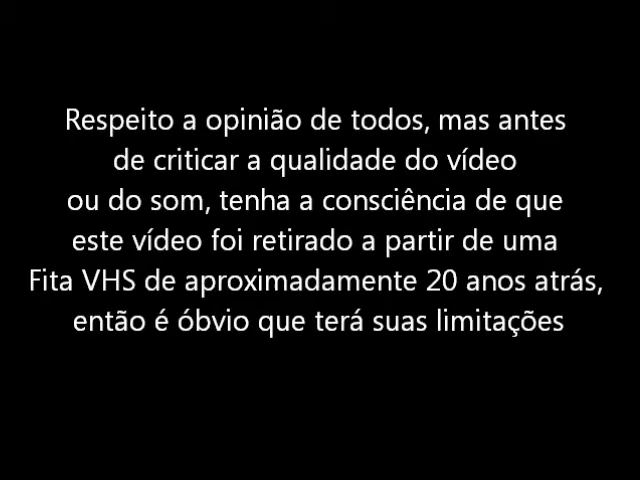 Respeito a opinião de todos, mas antes
de criticar a qualidade do vídeo
ou do som, tenha a consciência de que
este vídeo foi retirado a partir de uma
Fita VHS de aproximadamente 20 anos atrás,
então é óbvio que terá suas limitações